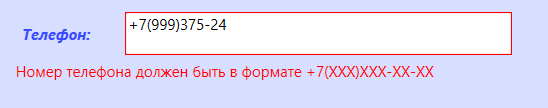 Телефон: +7(999)375-24
Номер телефона должен быть в формате +7(XXX)XXX-XX-XX